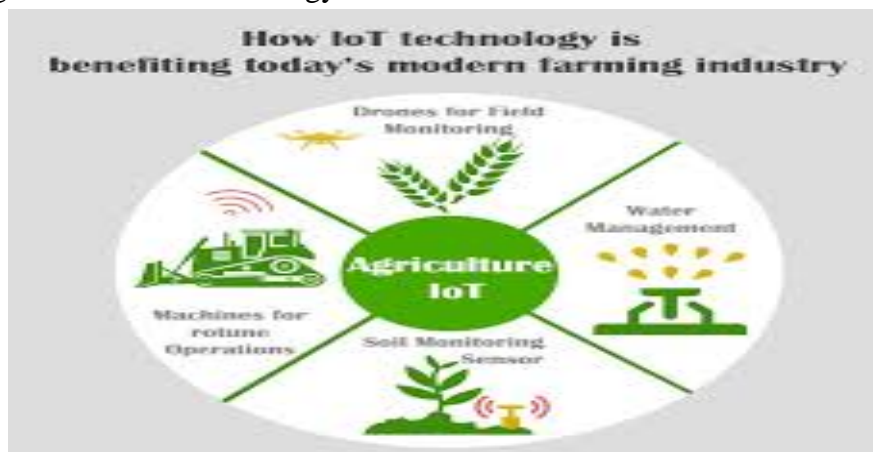 How IoT technology is
benefiting today's modern farming industry
Drones for Field
Monitoring
Water
Management
Agriculture
IoT
Machines for
rotune
Operations
Soil Monitoring
Sensor